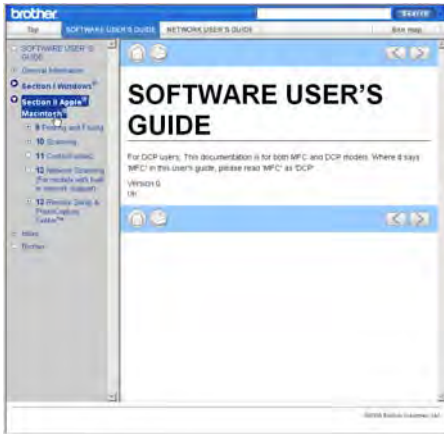 brother
Search
Top
SOFTWARE USER'S GUIDE
NETWORK USER'S GUIDE
Site map
SOFTWARE USER'S
GUIDE
General Information
Section I Windows®
Section II Apple®
Macintosh®
9 Printing and Faxing
10 Scanning
11 ControlCenter2
12 Network Scanning
(For models with built-
in network support)
13 Remote Setup &
PhotoCapture
Center™
Index
Brother
SOFTWARE USER'S
GUIDE
For DCP users; This documentation is for both MFC and DCP models. Where it says
'MFC' in this user's guide, please read 'MFC' as 'DCP'.
Version 0